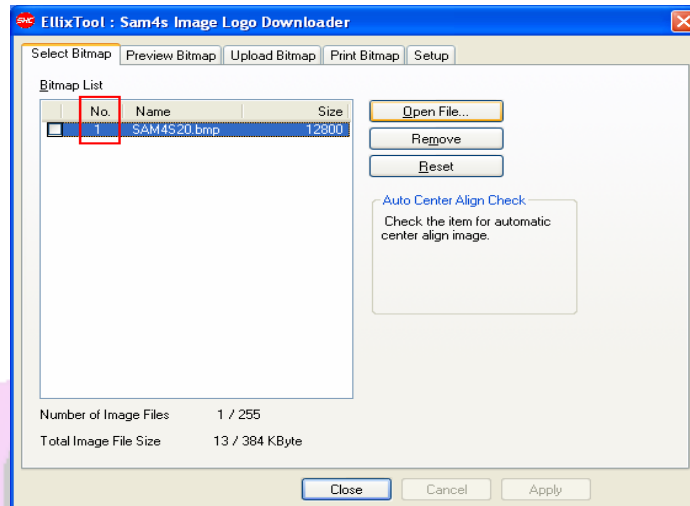 EllixTool : Sam4s Image Logo Downloader
Select Bitmap Preview Bitmap Upload Bitmap Print Bitmap Setup
Bitmap List
No. Name Size
1 SAM4S20.bmp 12800
Open File...
Remove
Reset
Auto Center Align Check
Check the item for automatic
center align image.
Number of Image Files 1 / 255
Total Image File Size 13 / 384 KByte
Close Cancel Apply